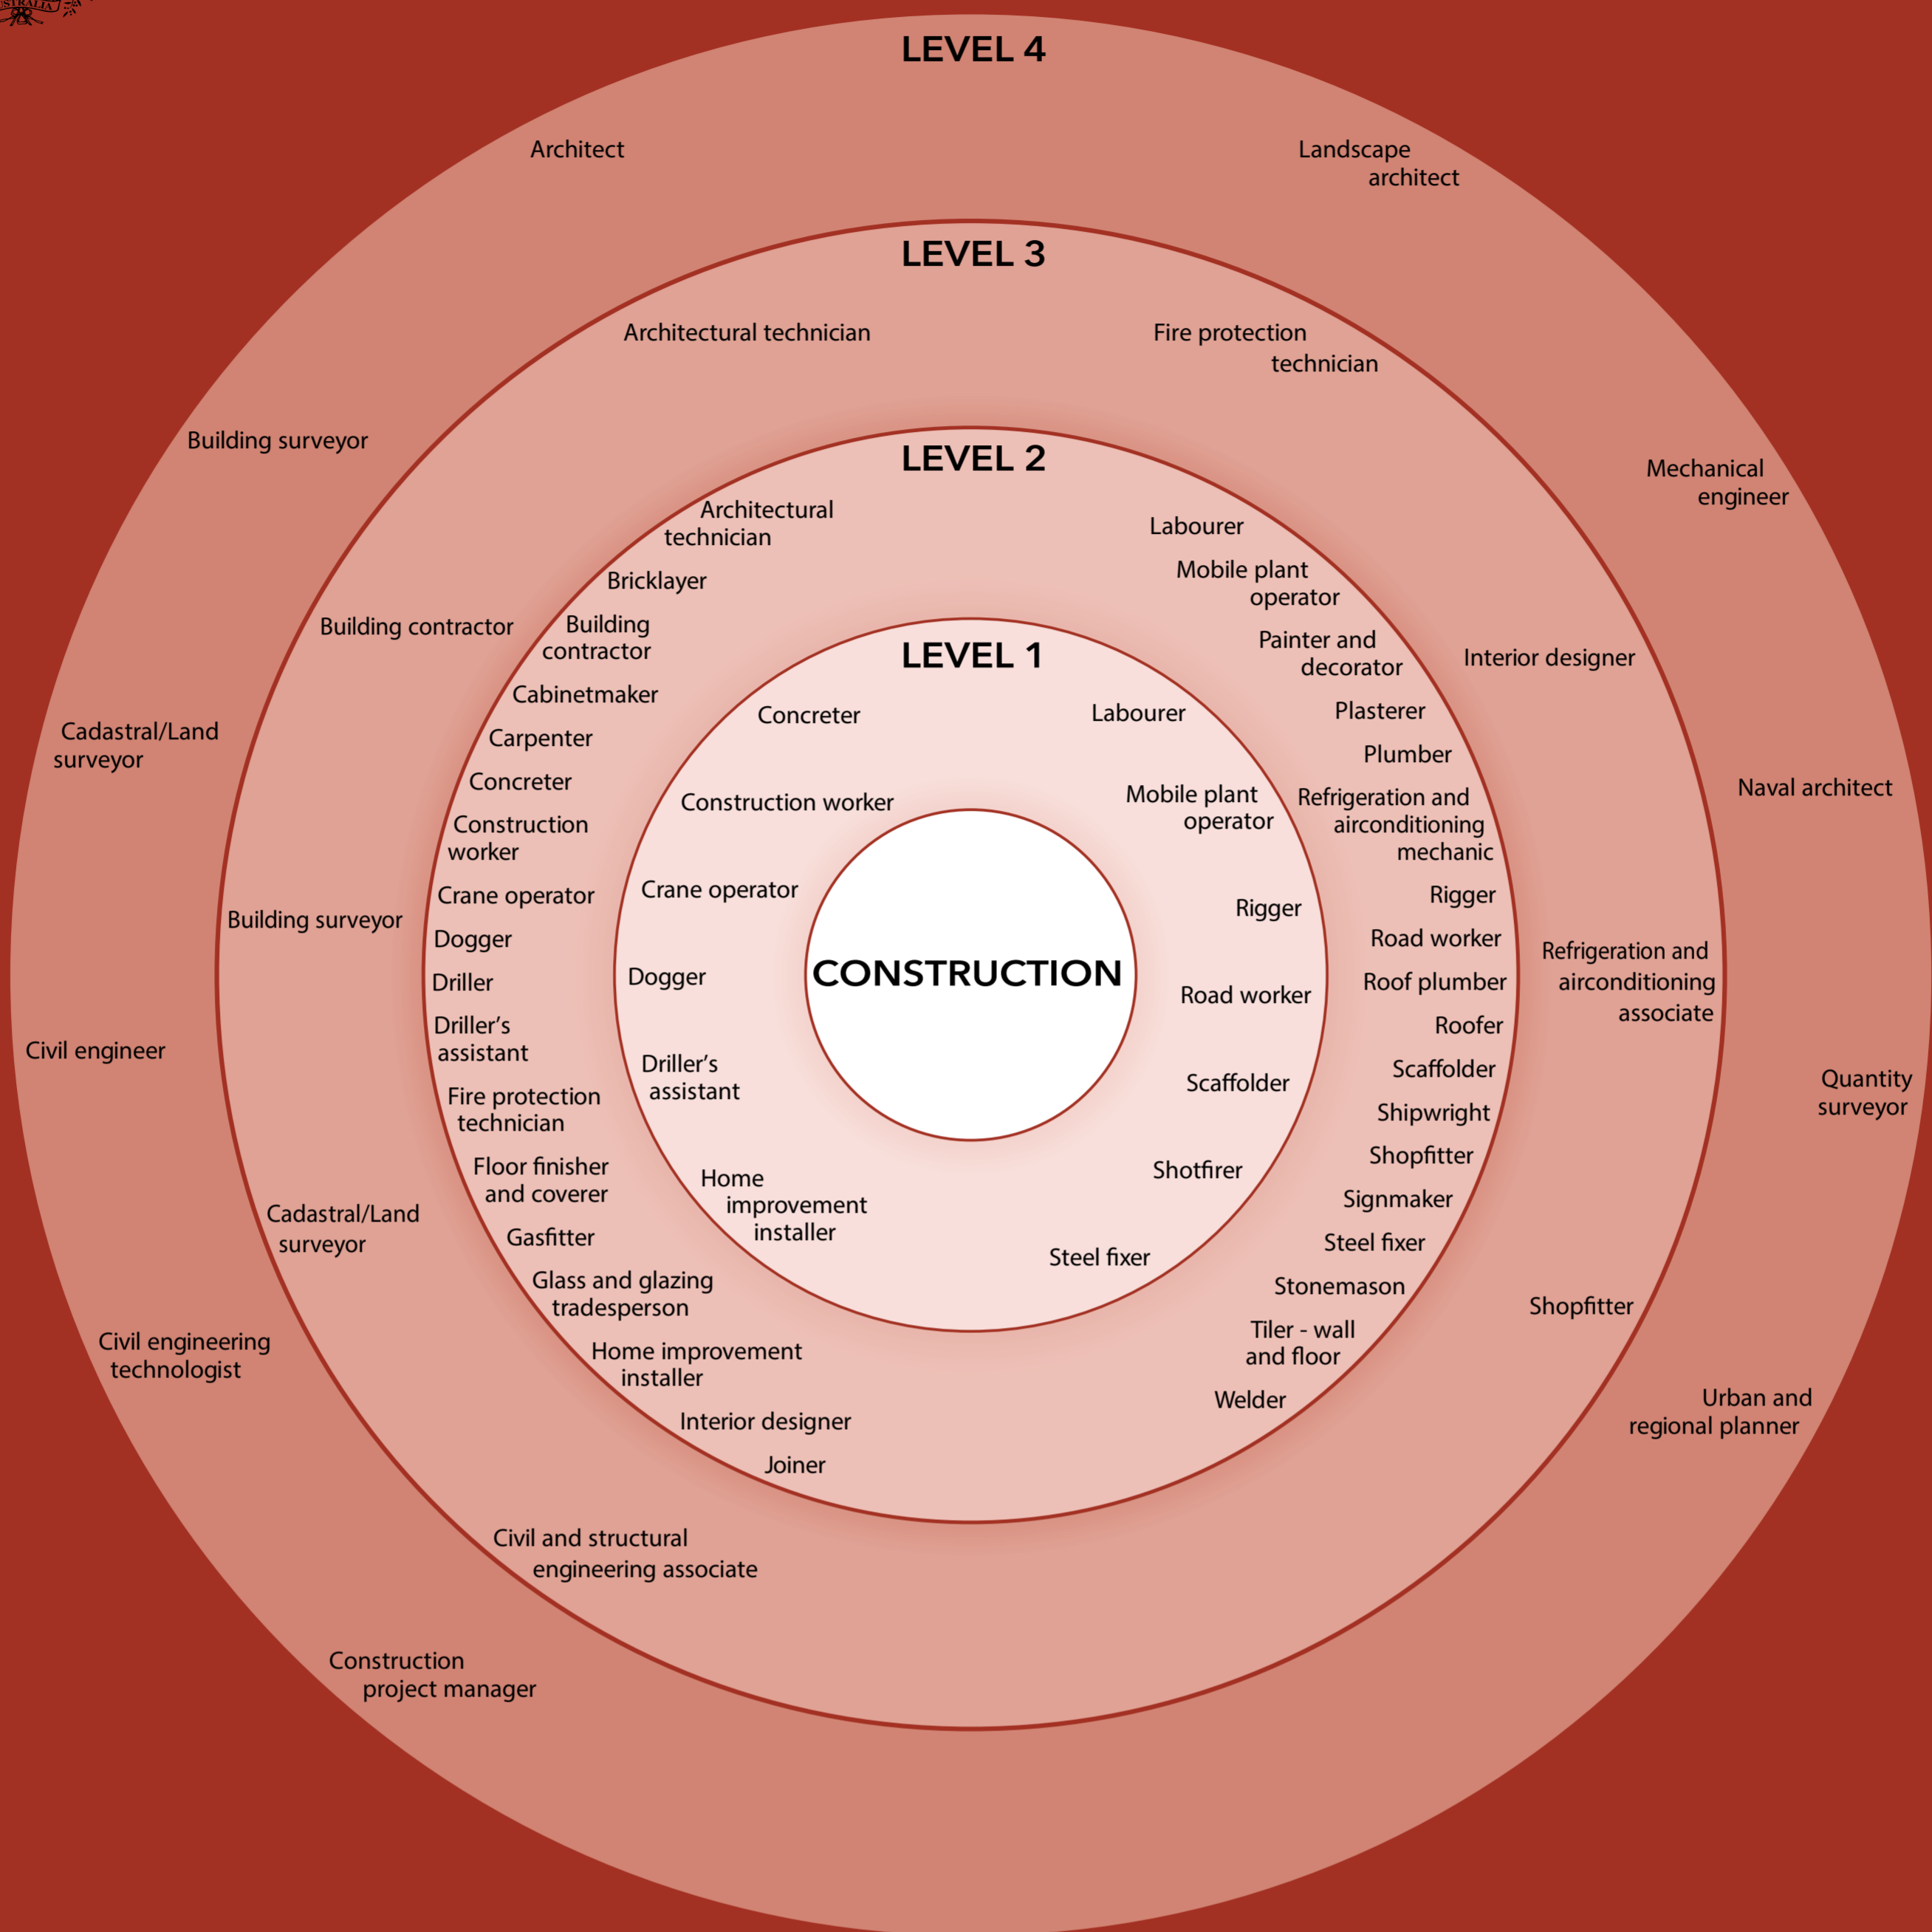 LEVEL 4
Architect
Building surveyor
Cadastral/Land
surveyor
Civil engineer
Civil engineering
technologist
Construction
project manager
Landscape
architect
Mechanical
engineer
Naval architect
Quantity
surveyor
Urban and
regional planner
LEVEL 3
Architectural technician
Building contractor
Building surveyor
Cadastral/Land
surveyor
Civil and structural
engineering associate
Fire protection
technician
Interior designer
Refrigeration and
airconditioning
associate
Shopfitter
LEVEL 2
Architectural
technician
Bricklayer
Building
contractor
Cabinetmaker
Carpenter
Concreter
Construction
worker
Crane operator
Dogger
Driller
Driller’s
assistant
Fire protection
technician
Floor finisher
and coverer
Gasfitter
Glass and glazing
tradesperson
Home improvement
installer
Interior designer
Joiner
Labourer
Mobile plant
operator
Painter and
decorator
Plasterer
Plumber
Refrigeration and
airconditioning
mechanic
Rigger
Road worker
Roof plumber
Roofer
Scaffolder
Shipwright
Shopfitter
Signmaker
Steel fixer
Stonemason
Tiler - wall
and floor
Welder
LEVEL 1
Concreter
Construction worker
Crane operator
Dogger
Driller’s
assistant
Home
improvement
installer
Labourer
Mobile plant
operator
Rigger
Road worker
Scaffolder
Shotfirer
Steel fixer
CONSTRUCTION